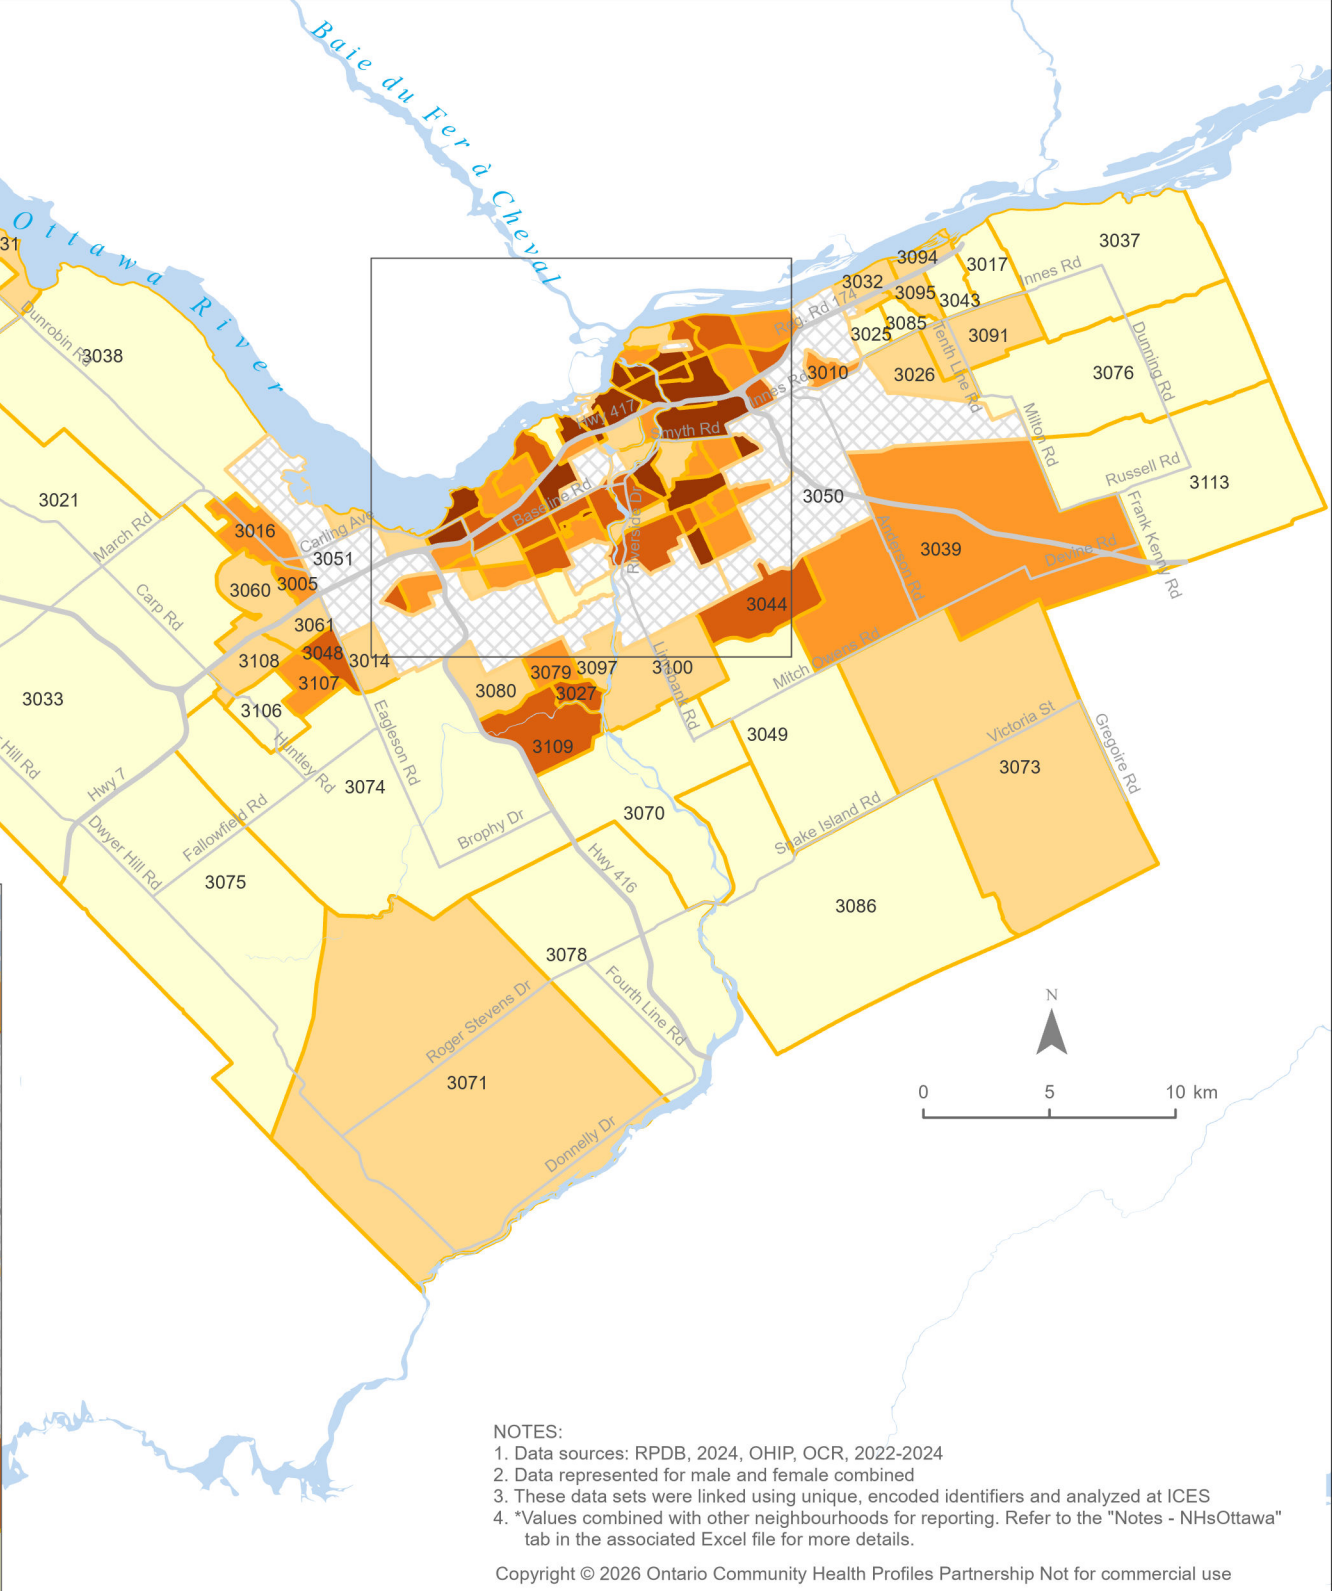 Baie du Fer à Cheval
Ottawa River
31
3037
3094
3017
Innes Rd
3032
3095
3043
Reg. Rd 174
3085
3025
Tenth Line Rd
3091
Dunning Rd
Dunrobin Rd
3038
3010
3026
3076
Innes Rd
Hwy 417
Smyth Rd
Milton Rd
Russell Rd
3113
3021
March Rd
Baseline Rd
3050
Frank Kenny Rd
3016
Carling Ave
3051
Riverside Dr
Anderson Rd
3039
Devine Rd
3060
3005
Carp Rd
3044
3061
3048
3108
3014
Limebank Rd
Mitch Owens Rd
3107
3079
3097
3100
3080
3027
3033
3106
Eagleson Rd
3049
Victoria St
Gregoire Rd
3109
Hill Rd
Huntley Rd
Hwy 7
3074
3073
Fallowfield Rd
Brophy Dr
3070
Snake Island Rd
Dwyer Hill Rd
Hwy 416
3075
3086
3078
Fourth Line Rd
Roger Stevens Dr
N
3071
0 5 10 km
Donnelly Dr
NOTES:
1. Data sources: RPDB, 2024, OHIP, OCR, 2022-2024
2. Data represented for male and female combined
3. These data sets were linked using unique, encoded identifiers and analyzed at ICES
4. *Values combined with other neighbourhoods for reporting. Refer to the "Notes - NHsOttawa"
tab in the associated Excel file for more details.
Copyright © 2026 Ontario Community Health Profiles Partnership Not for commercial use